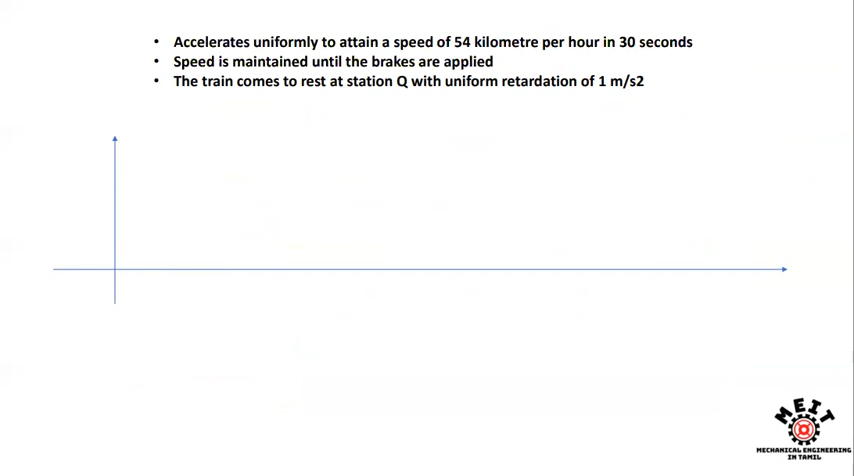 • Accelerates uniformly to attain a speed of 54 kilometre per hour in 30 seconds
• Speed is maintained until the brakes are applied
• The train comes to rest at station Q with uniform retardation of 1 m/s2
MEIT
MECHANICAL ENGINEERING
IN TAMIL